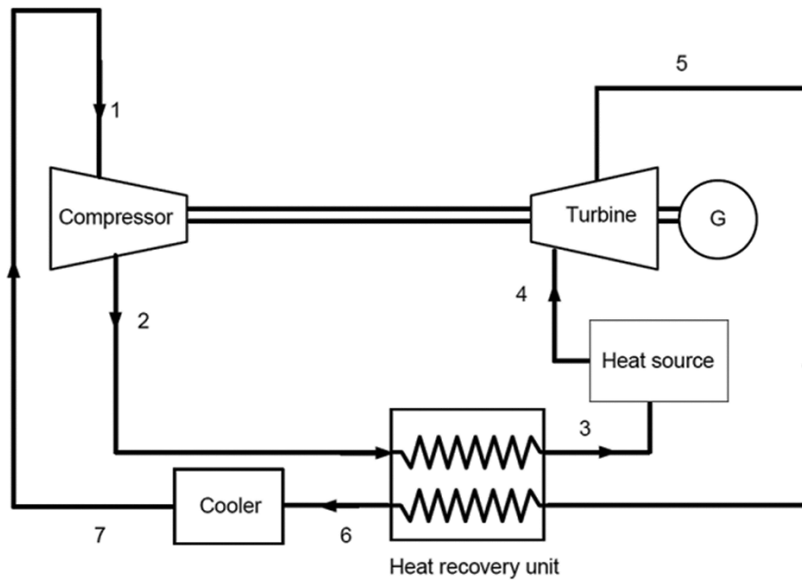 5
1
Compressor
Turbine
G
2
4
Heat source
3
Cooler
7
6
Heat recovery unit